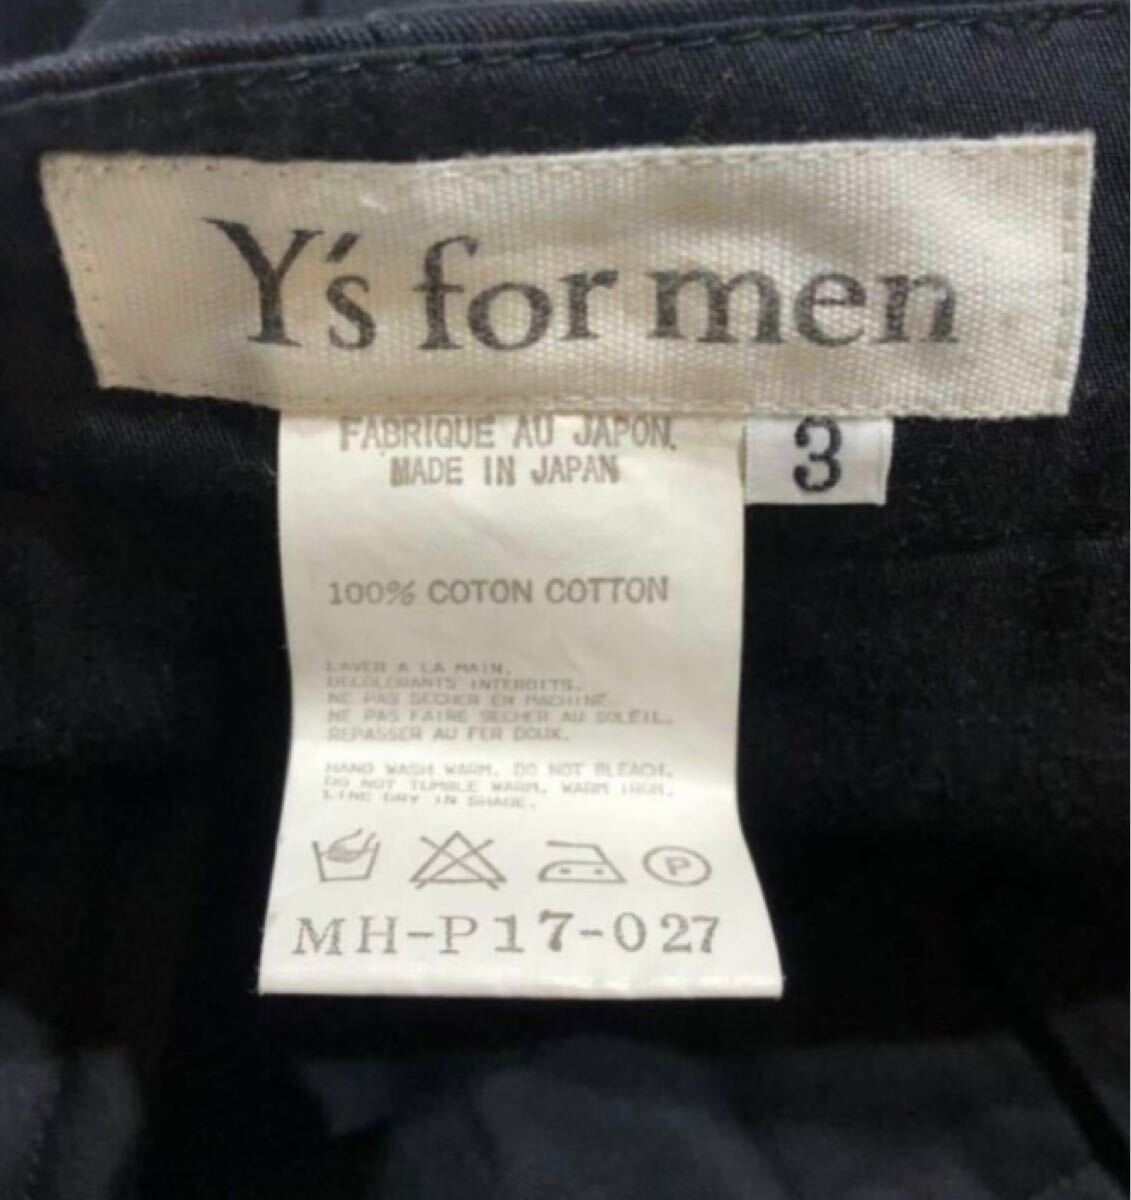 Y's for men
FABRIQUE AU JAPON.
MADE IN JAPAN
3
100% COTON COTTON
LAVER A LA MAIN.
DECOLORANTS INTERDITS.
NE PAS SECHER EN MACHINE.
NE PAS FAIRE SECHER AU SOLEIL.
REPASSER AU FER DOUX.
HAND WASH WARM. DO NOT BLEACH.
DO NOT TUMBLE WARM. WARM IRON.
LINE DRY IN SHADE.
P
MH-P17-027